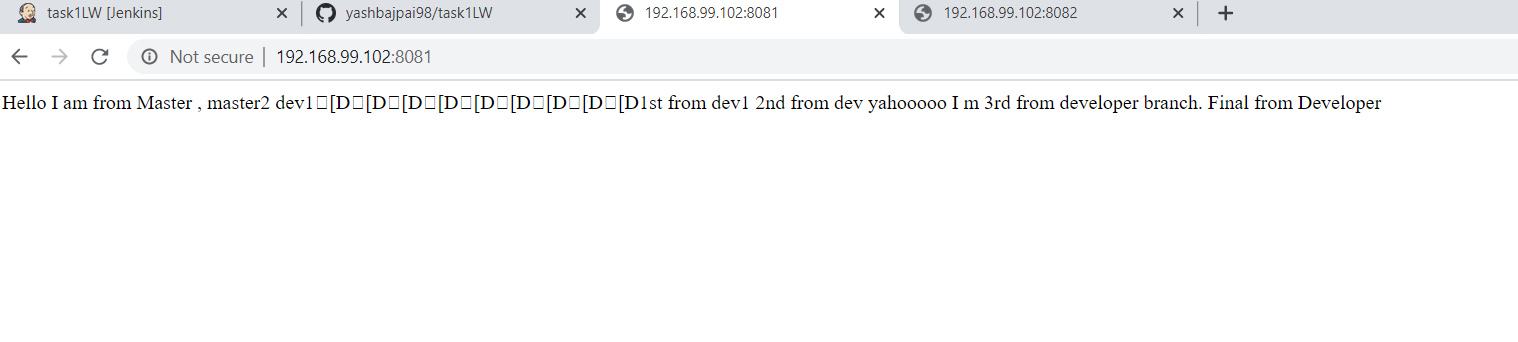 task1LW [Jenkins]
yashbajpai98/task1LW
192.168.99.102:8081
192.168.99.102:8082
Not secure | 192.168.99.102:8081
Hello I am from Master , master2 dev1□[D□[D□[D□[D□[D□[D□[D□[D□[D1st from dev1 2nd from dev yahooooo I m 3rd from developer branch. Final from Developer